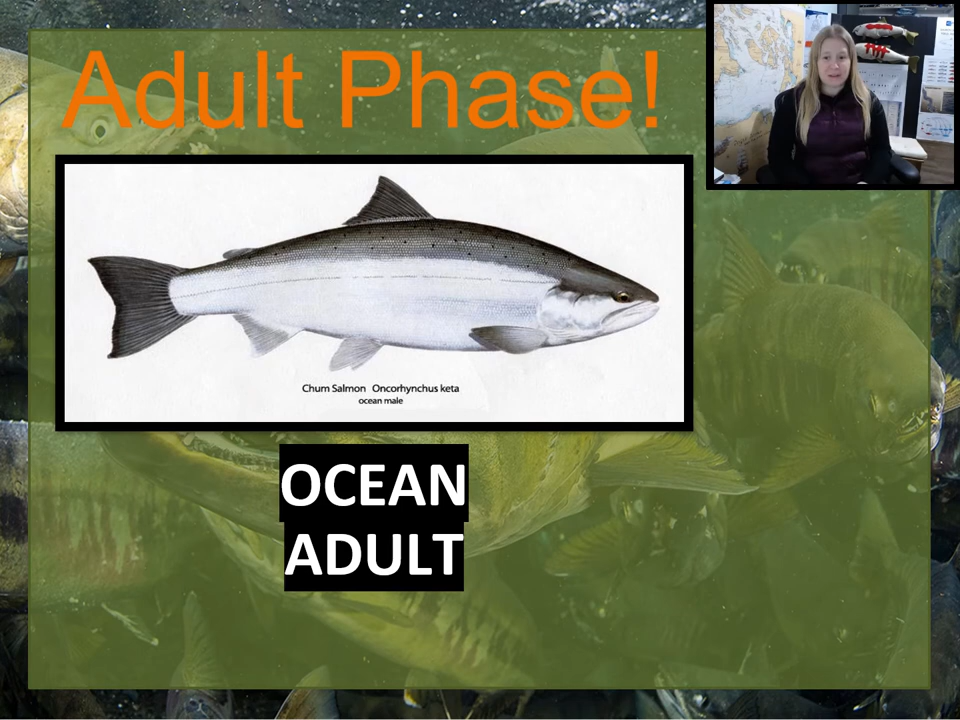 Adult Phase!
Chum Salmon Oncorhynchus keta
ocean male
OCEAN
ADULT